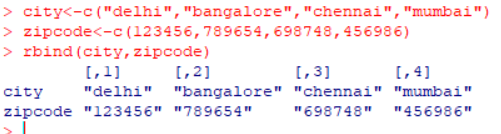 > city<-c("delhi","bangalore","chennai","mumbai")
> zipcode<-c(123456,789654,698748,456986)
> rbind(city,zipcode)
        [,1]     [,2]        [,3]      [,4]
city    "delhi"  "bangalore" "chennai" "mumbai"
zipcode "123456" "789654"    "698748"  "456986"
>